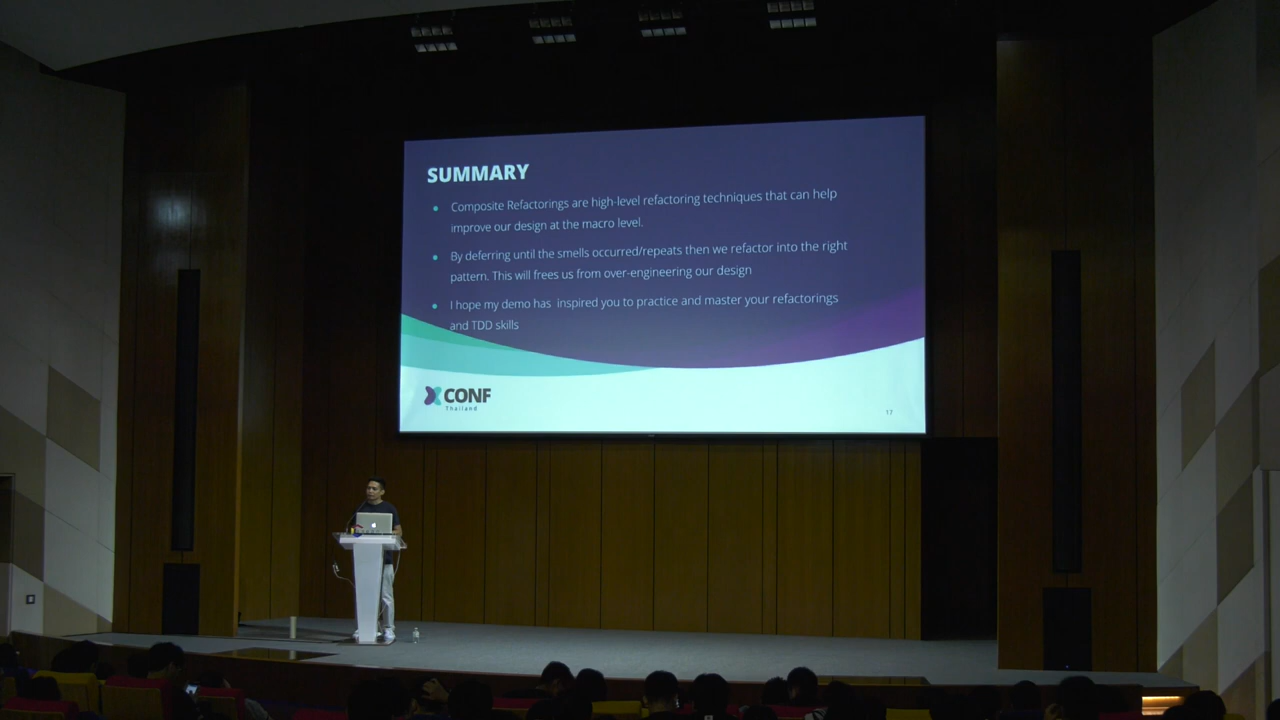 SUMMARY
Composite Refactorings are high-level refactoring techniques that can help
improve our design at the macro level.
By deferring until the smells occurred/repeats then we refactor into the right
pattern. This will frees us from over-engineering our design
I hope my demo has inspired you to practice and master your refactorings
and TDD skills
XCONF
Thailand
17